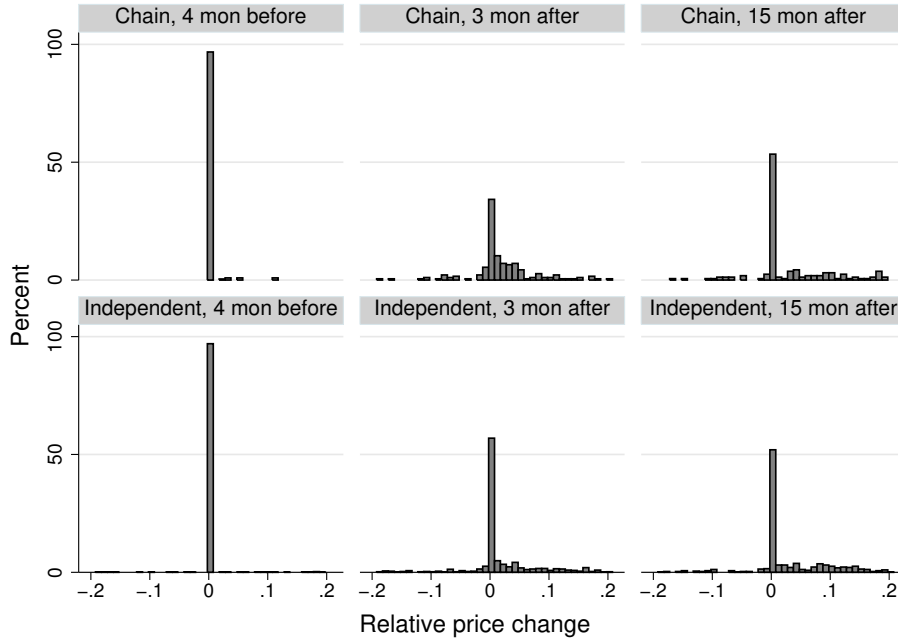 Chain, 4 mon before
Chain, 3 mon after
Chain, 15 mon after
100
50
0
Independent, 4 mon before
Independent, 3 mon after
Independent, 15 mon after
100
50
0
Percent
−.2 −.1 0 .1 .2
−.2 −.1 0 .1 .2
−.2 −.1 0 .1 .2
Relative price change